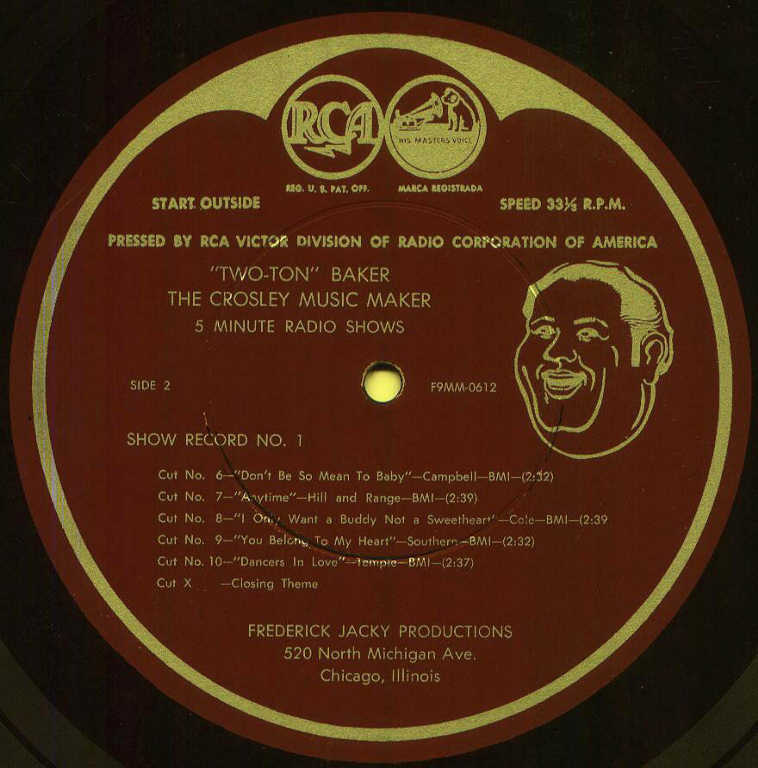 RCA
HIS MASTERS VOICE
REG. U. S. PAT. OFF.
MARCA REGISTRADA
START OUTSIDE
SPEED 33⅓ R.P.M.
PRESSED BY RCA VICTOR DIVISION OF RADIO CORPORATION OF AMERICA
"TWO-TON" BAKER
THE CROSLEY MUSIC MAKER
5 MINUTE RADIO SHOWS
SIDE 2
F9MM-0612
SHOW RECORD NO. 1
Cut No. 6—"Don't Be So Mean To Baby"—Campbell—BMI—(2:32)
Cut No. 7—"Anytime"—Hill and Range—BMI—(2:39)
Cut No. 8—"I Only Want a Buddy Not a Sweetheart"—Cole—BMI—(2:39
Cut No. 9—"You Belong To My Heart"—Southern—BMI—(2:32)
Cut No. 10—"Dancers In Love"—Temple—BMI—(2:37)
Cut X —Closing Theme
FREDERICK JACKY PRODUCTIONS
520 North Michigan Ave.
Chicago, Illinois